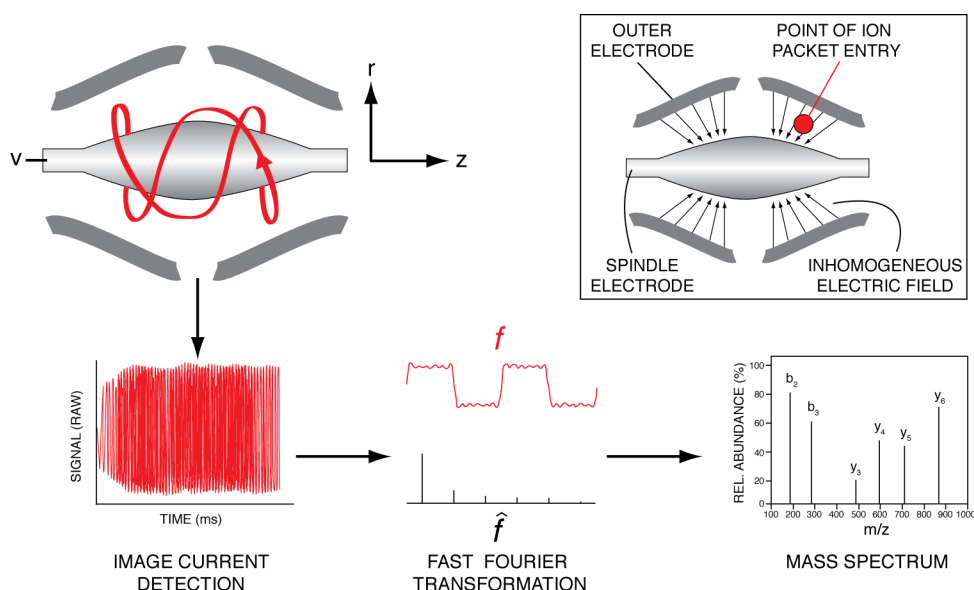 r
z
V
OUTER
ELECTRODE
POINT OF ION
PACKET ENTRY
SPINDLE
ELECTRODE
INHOMOGENEOUS
ELECTRIC FIELD
SIGNAL (RAW)
TIME (ms)
IMAGE CURRENT
DETECTION
f
f̂
FAST FOURIER
TRANSFORMATION
REL. ABUNDANCE (%)
100
80
60
40
20
0
b₂
b₃
y₃
y₄
y₅
y₆
100 200 300 400 500 600 700 800 900 1000
m/z
MASS SPECTRUM